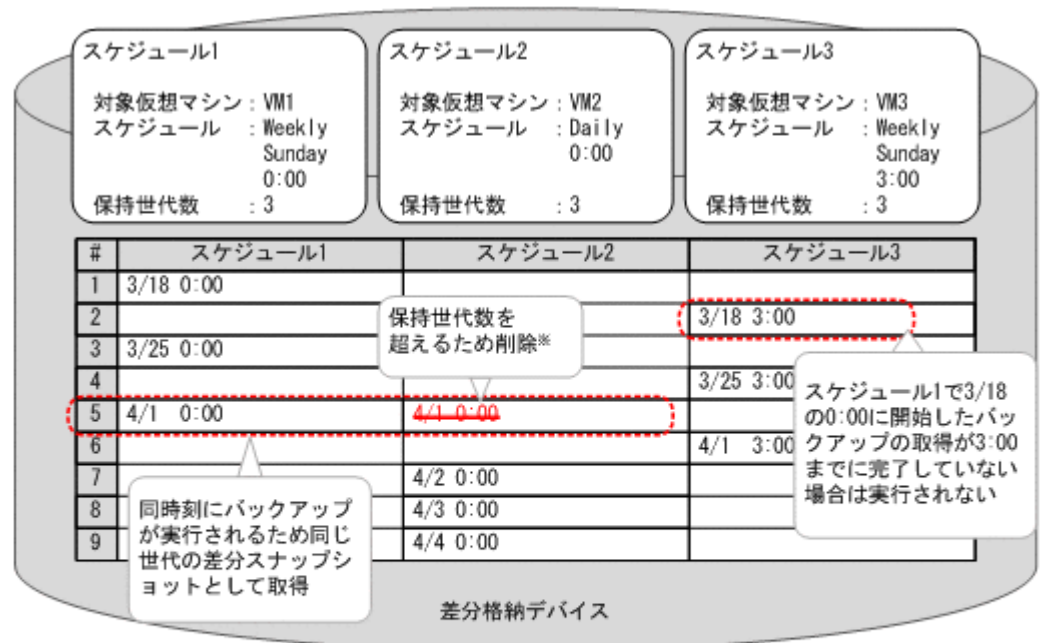 スケジュール1
対象仮想マシン : VM1
スケジュール : Weekly
Sunday
0:00
保持世代数 : 3
スケジュール2
対象仮想マシン : VM2
スケジュール : Daily
0:00
保持世代数 : 3
スケジュール3
対象仮想マシン : VM3
スケジュール : Weekly
Sunday
3:00
保持世代数 : 3
# スケジュール1 スケジュール2 スケジュール3
1 3/18 0:00
2 3/18 3:00
3 3/25 0:00
4 3/25 3:00
5 4/1 0:00 4/1 0:00
6 4/1 3:00
7 4/2 0:00
8 4/3 0:00
9 4/4 0:00
保持世代数を
超えるため削除※
スケジュール1で3/18
の0:00に開始したバッ
クアップの取得が3:00
までに完了していない
場合は実行されない
同時刻にバックアップ
が実行されるため同じ
世代の差分スナップシ
ョットとして取得
差分格納デバイス